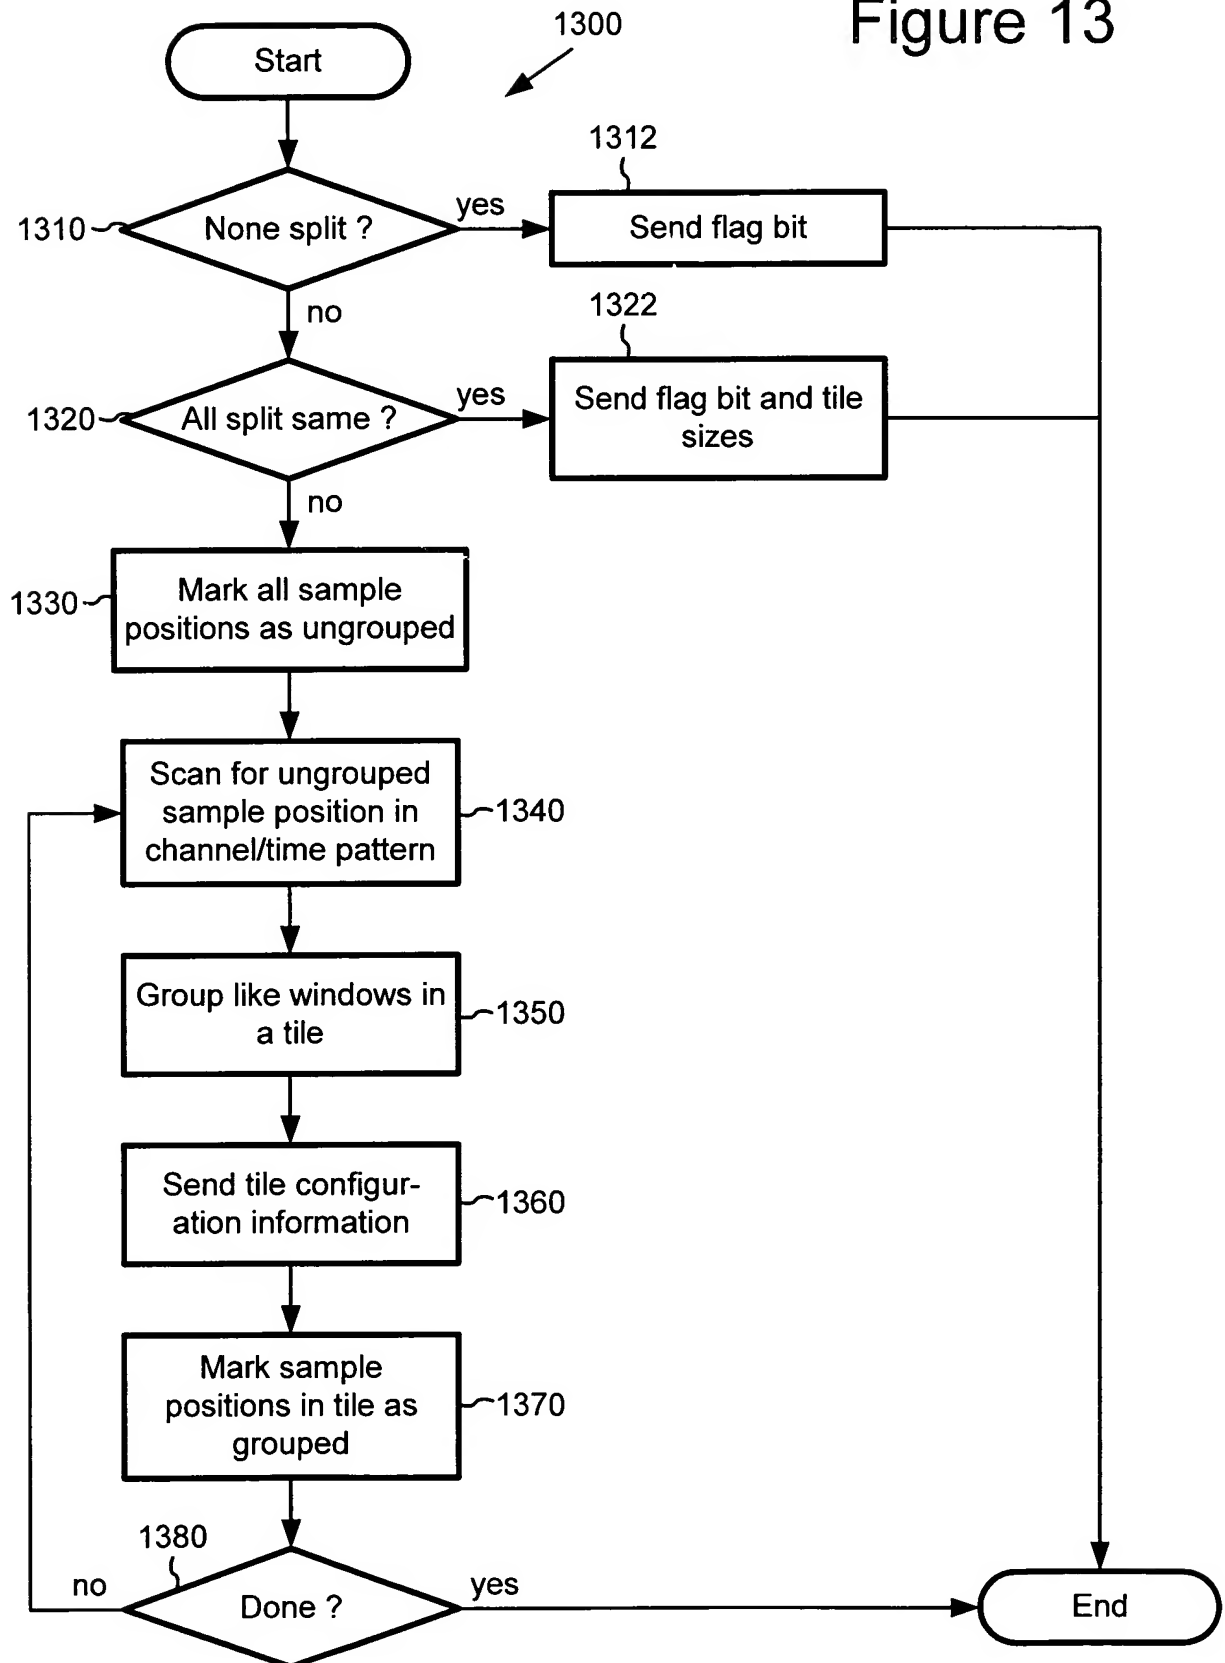 Figure 13
1300
Start
1310
None split ?
yes
1312
Send flag bit
no
1320
All split same ?
yes
1322
Send flag bit and tile
sizes
no
1330
Mark all sample
positions as ungrouped
Scan for ungrouped
sample position in
channel/time pattern
1340
Group like windows in
a tile
1350
Send tile configur-
ation information
1360
Mark sample
positions in tile as
grouped
1370
1380
no
Done ?
yes
End